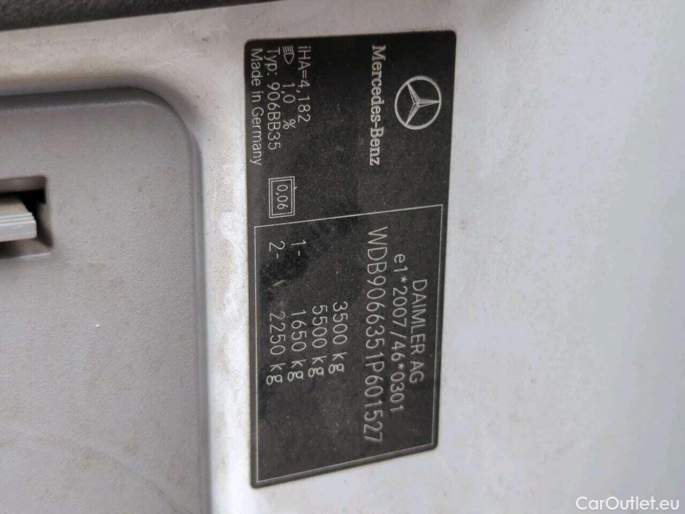 Mercedes-Benz
DAIMLER AG
e1*2007/46*0301
WDB9066351P601527
3500 kg
5500 kg
1- 1650 kg
2- 2250 kg
0,06
iHA=4,182
1,0 %
Typ: 906BB35
Made in Germany
CarOutlet.eu